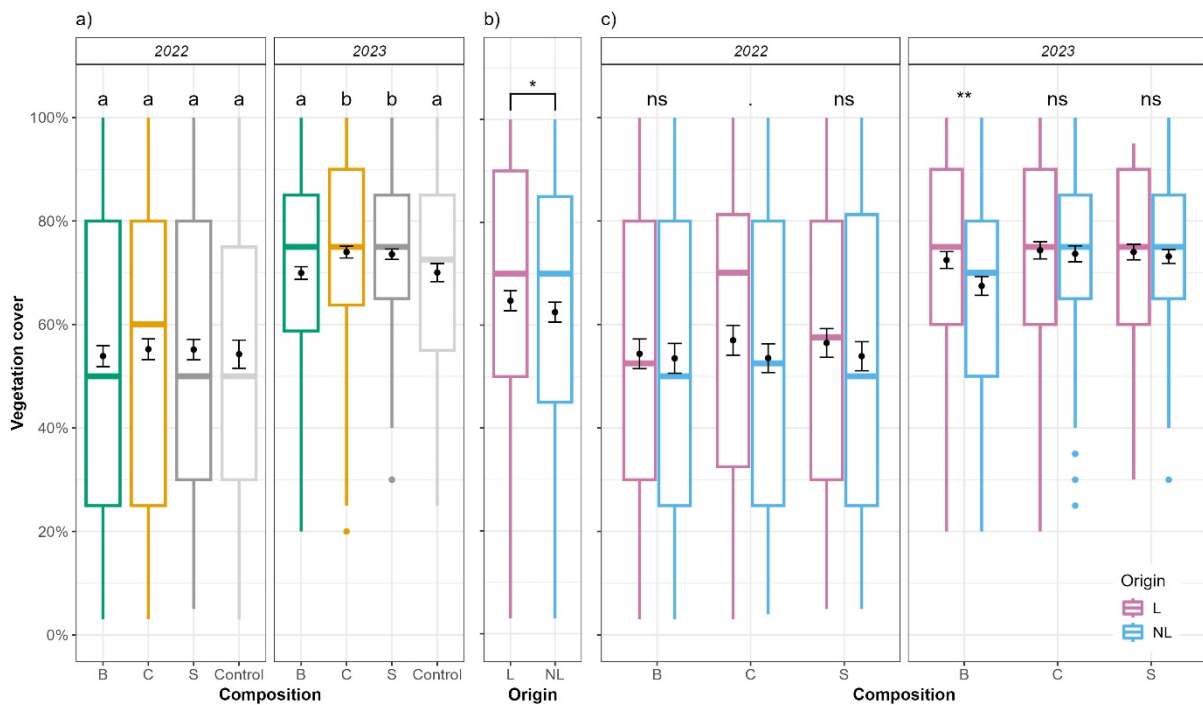 a)
b)
c)
2022
2023
2022
2023
a a a a
a b b a
*
ns . ns
** ns ns
100%
80%
60%
40%
20%
0%
Vegetation cover
B C S Control
B C S Control
Composition
L NL
Origin
B C S
B C S
Composition
Origin
L
NL